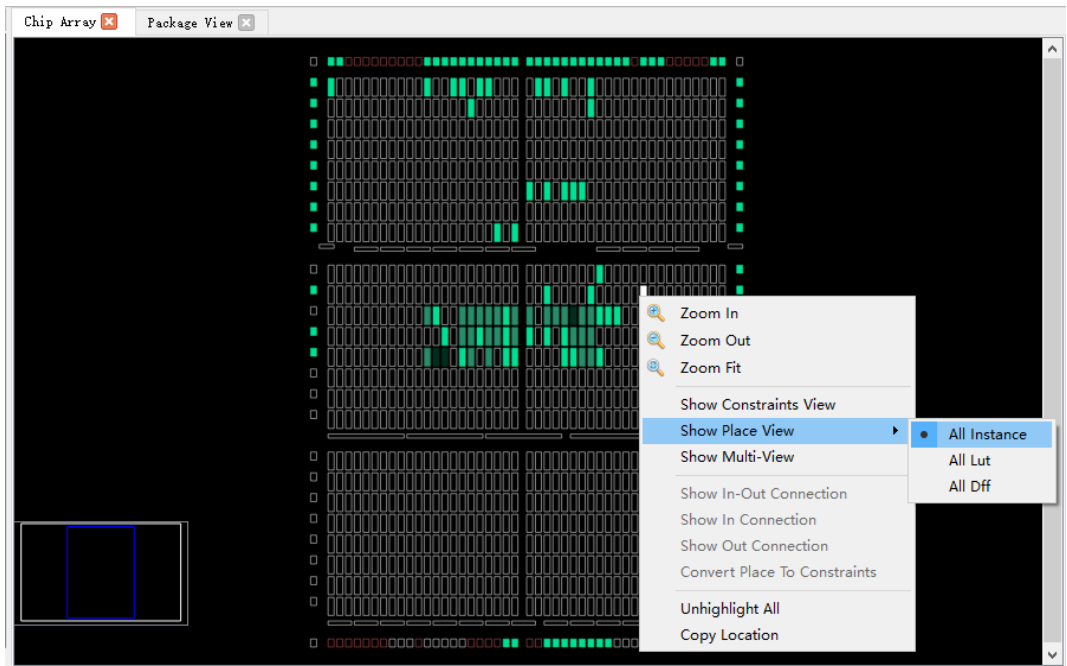 Chip Array
Package View
Zoom In
Zoom Out
Zoom Fit
Show Constraints View
Show Place View
All Instance
Show Multi-View
All Lut
All Dff
Show In-Out Connection
Show In Connection
Show Out Connection
Convert Place To Constraints
Unhighlight All
Copy Location